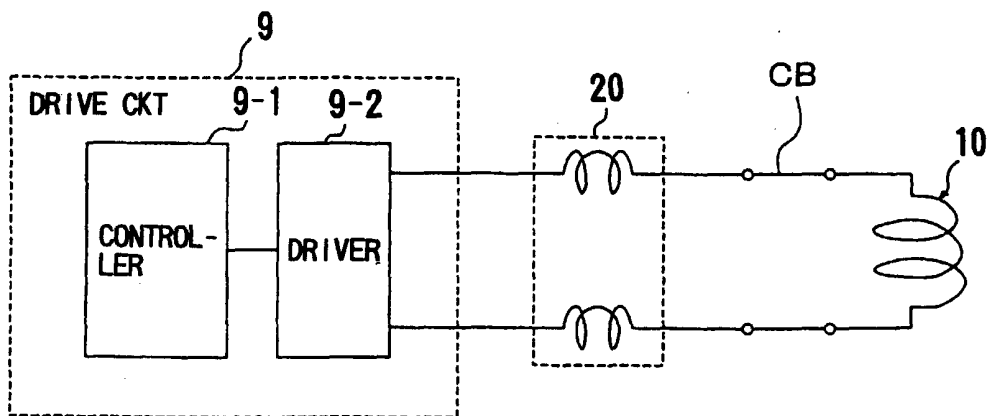 9
CB
DRIVE CKT
9-1
9-2
20
10
CONTROL-
LER
DRIVER